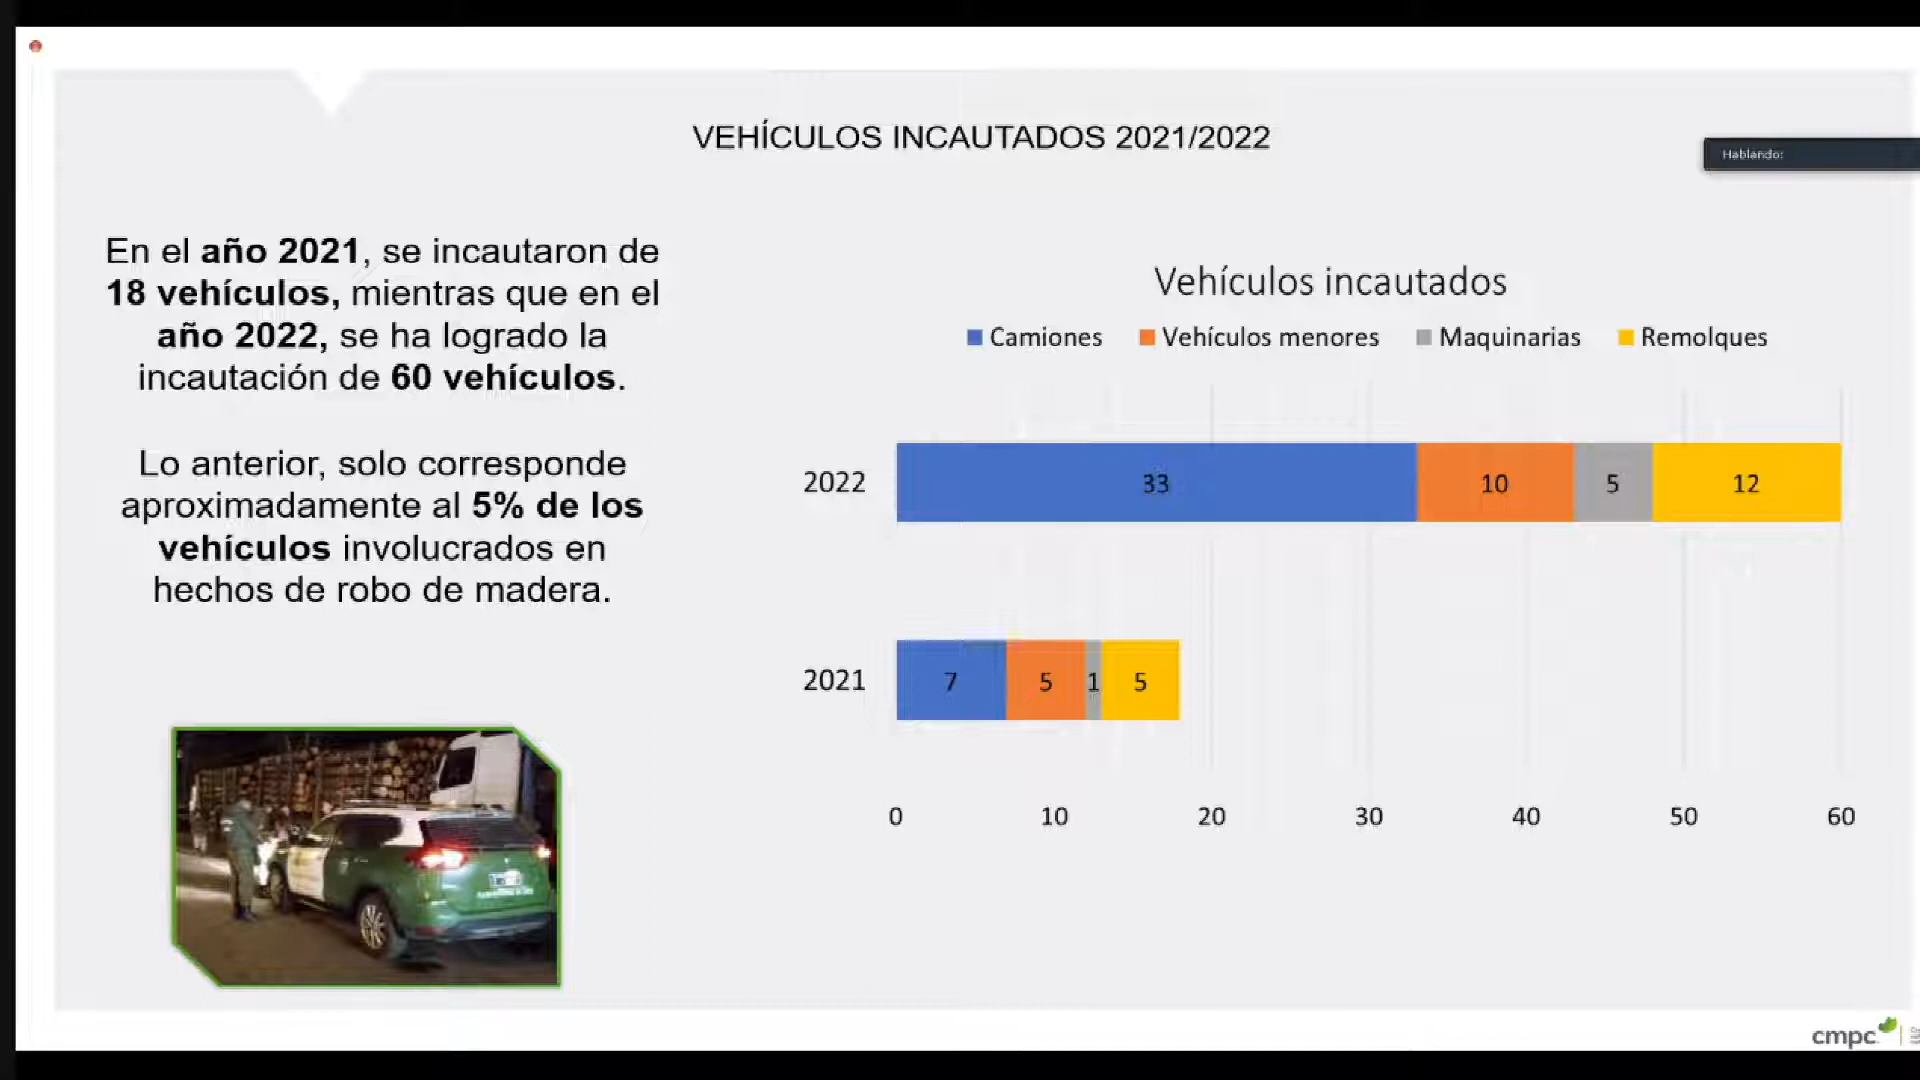 VEHÍCULOS INCAUTADOS 2021/2022
Hablando:
En el año 2021, se incautaron de
18 vehículos, mientras que en el
año 2022, se ha logrado la
incautación de 60 vehículos.
Lo anterior, solo corresponde
aproximadamente al 5% de los
vehículos involucrados en
hechos de robo de madera.
Vehículos incautados
Camiones Vehículos menores Maquinarias Remolques
2022 33 10 5 12
2021 7 5 1 5
0 10 20 30 40 50 60
cmpc